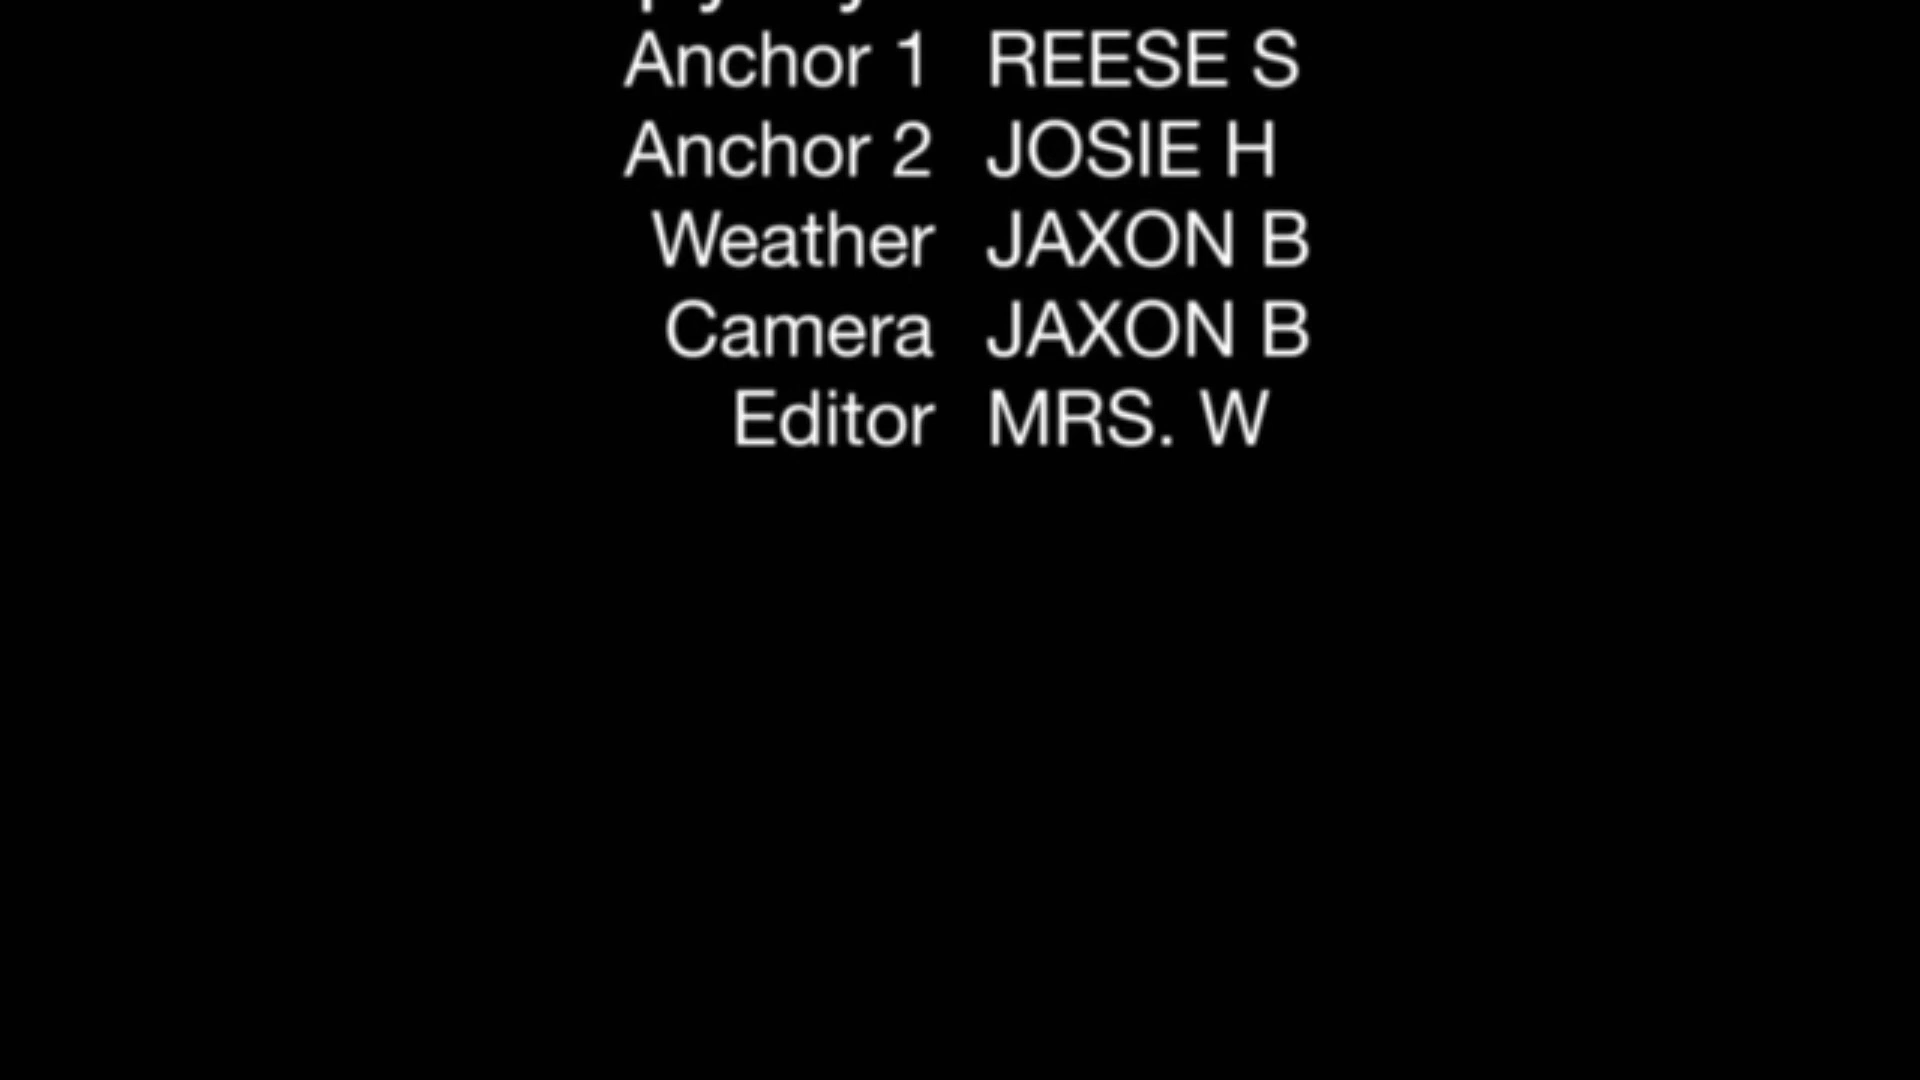 Anchor 1 REESE S
Anchor 2 JOSIE H
Weather JAXON B
Camera JAXON B
Editor MRS. W